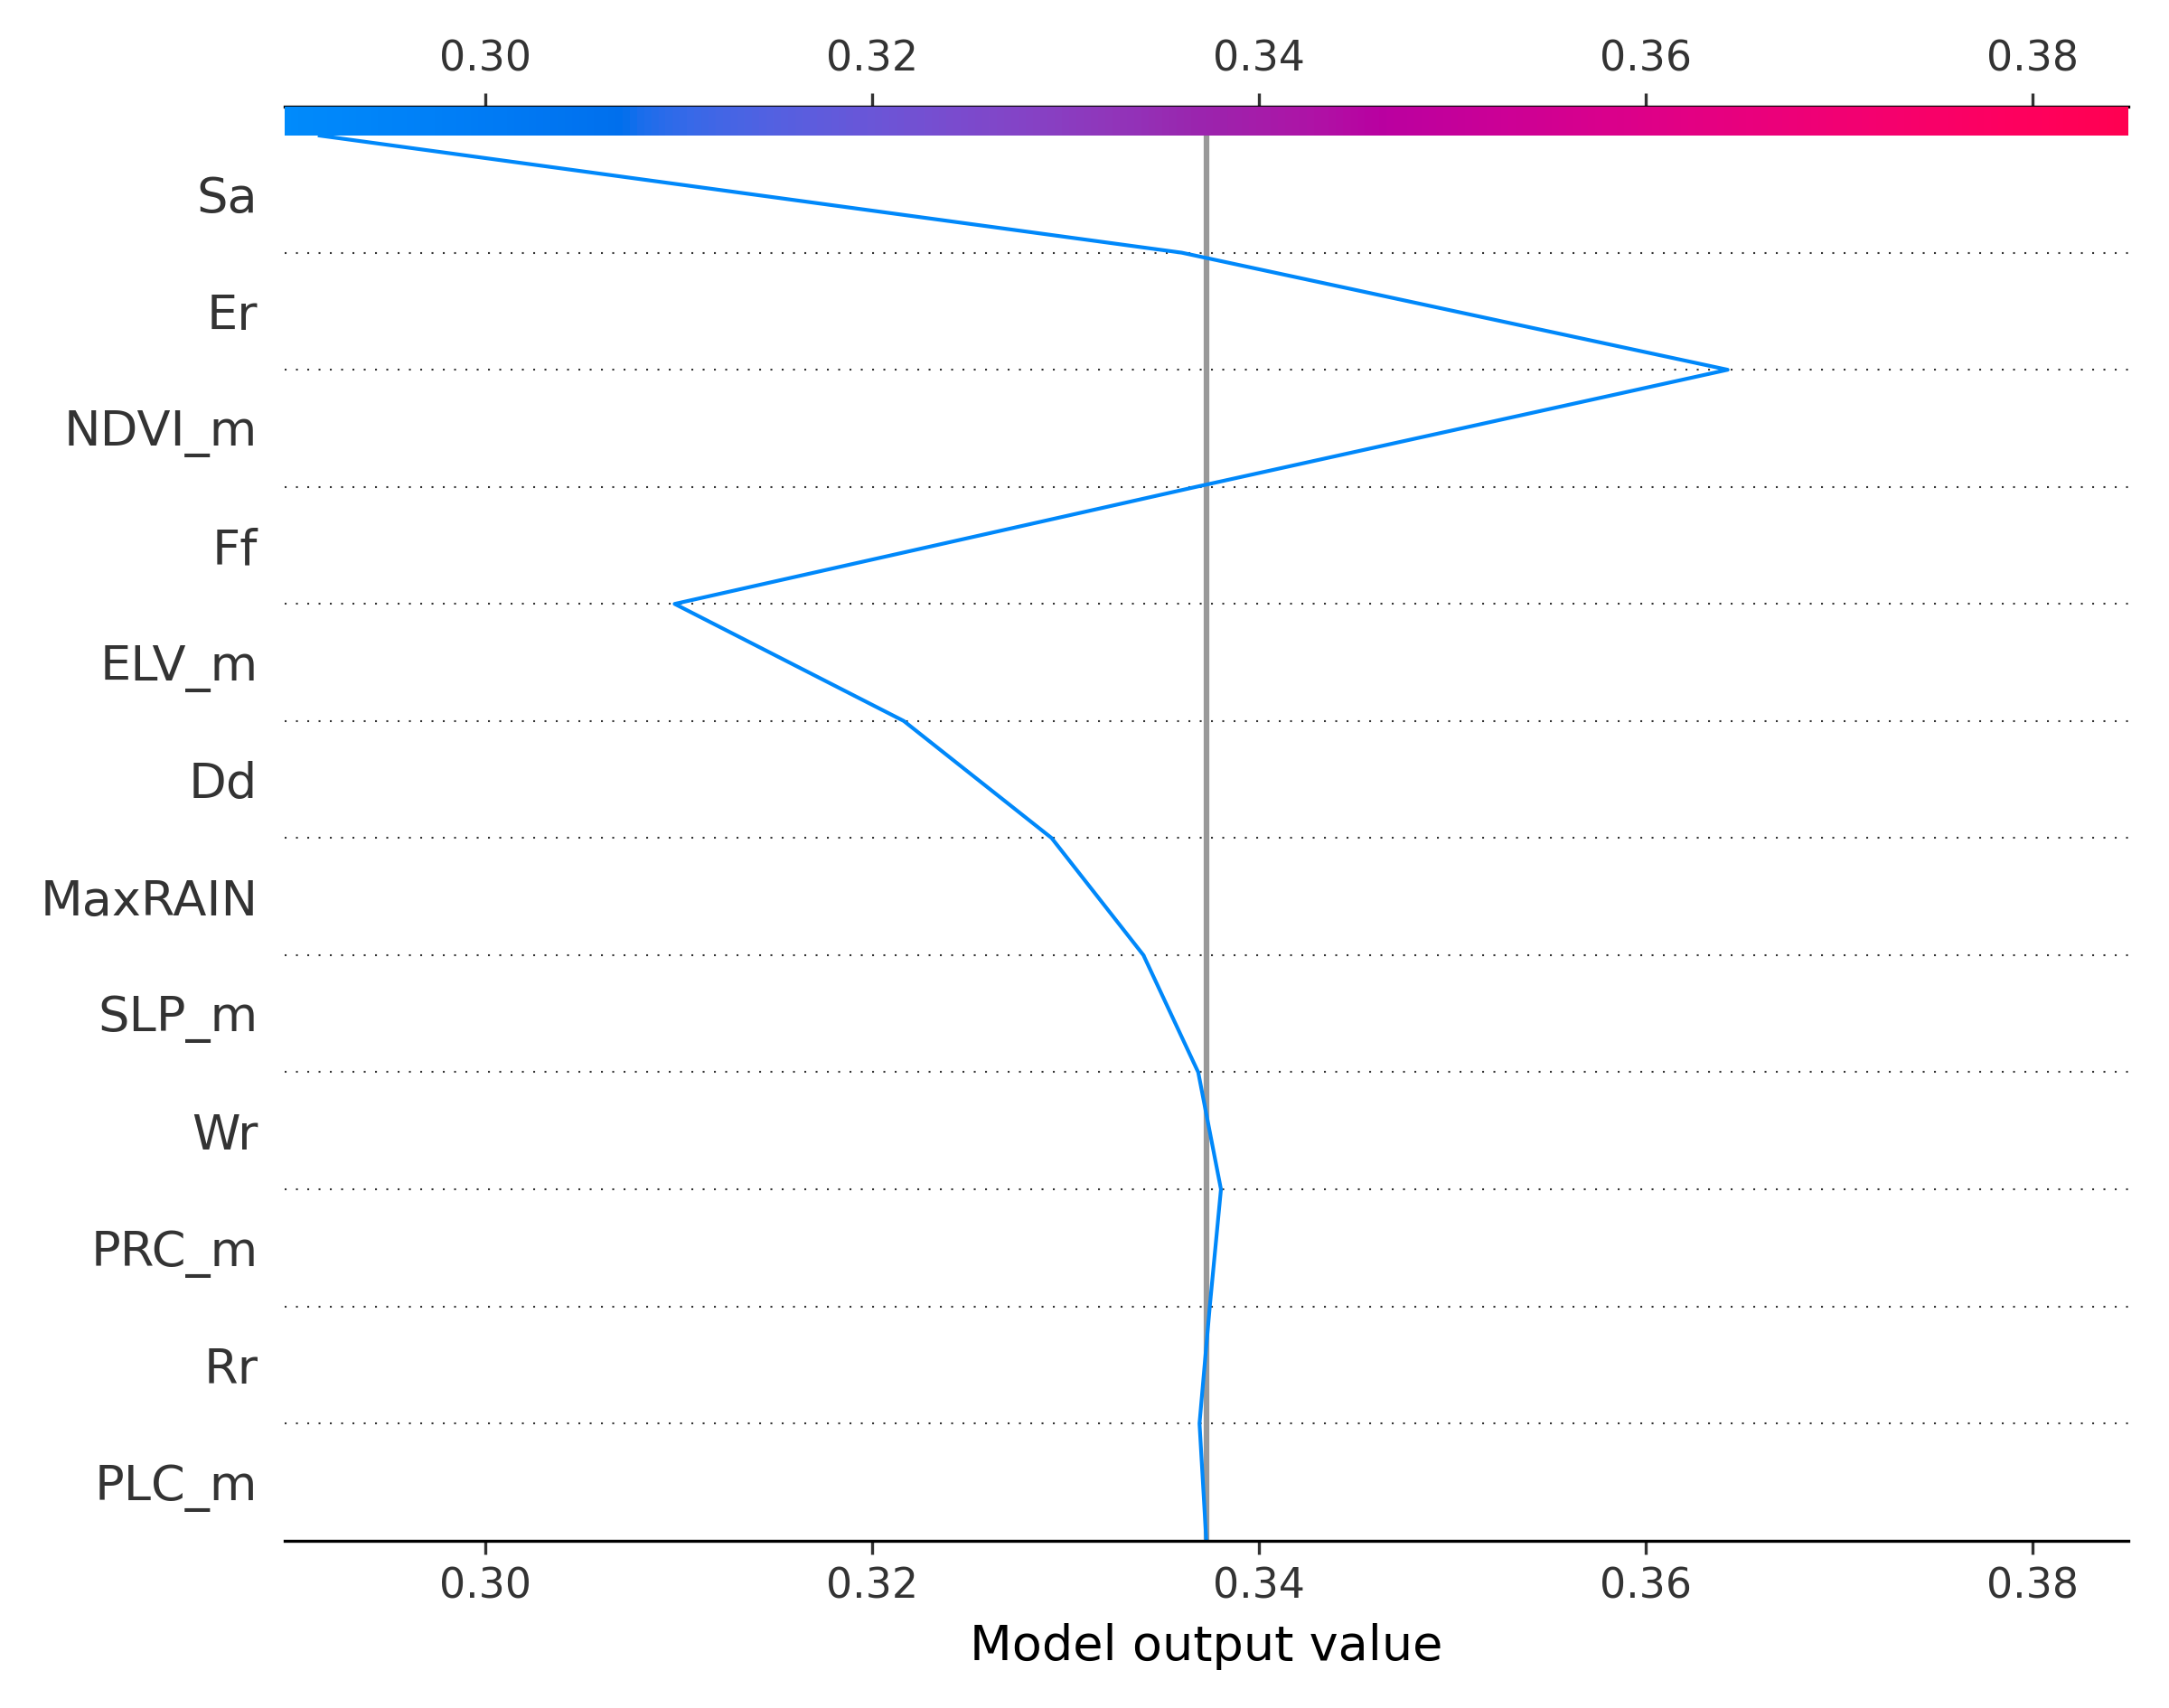 0.30 0.32 0.34 0.36 0.38
Sa
Er
NDVI_m
Ff
ELV_m
Dd
MaxRAIN
SLP_m
Wr
PRC_m
Rr
PLC_m
0.30 0.32 0.34 0.36 0.38
Model output value